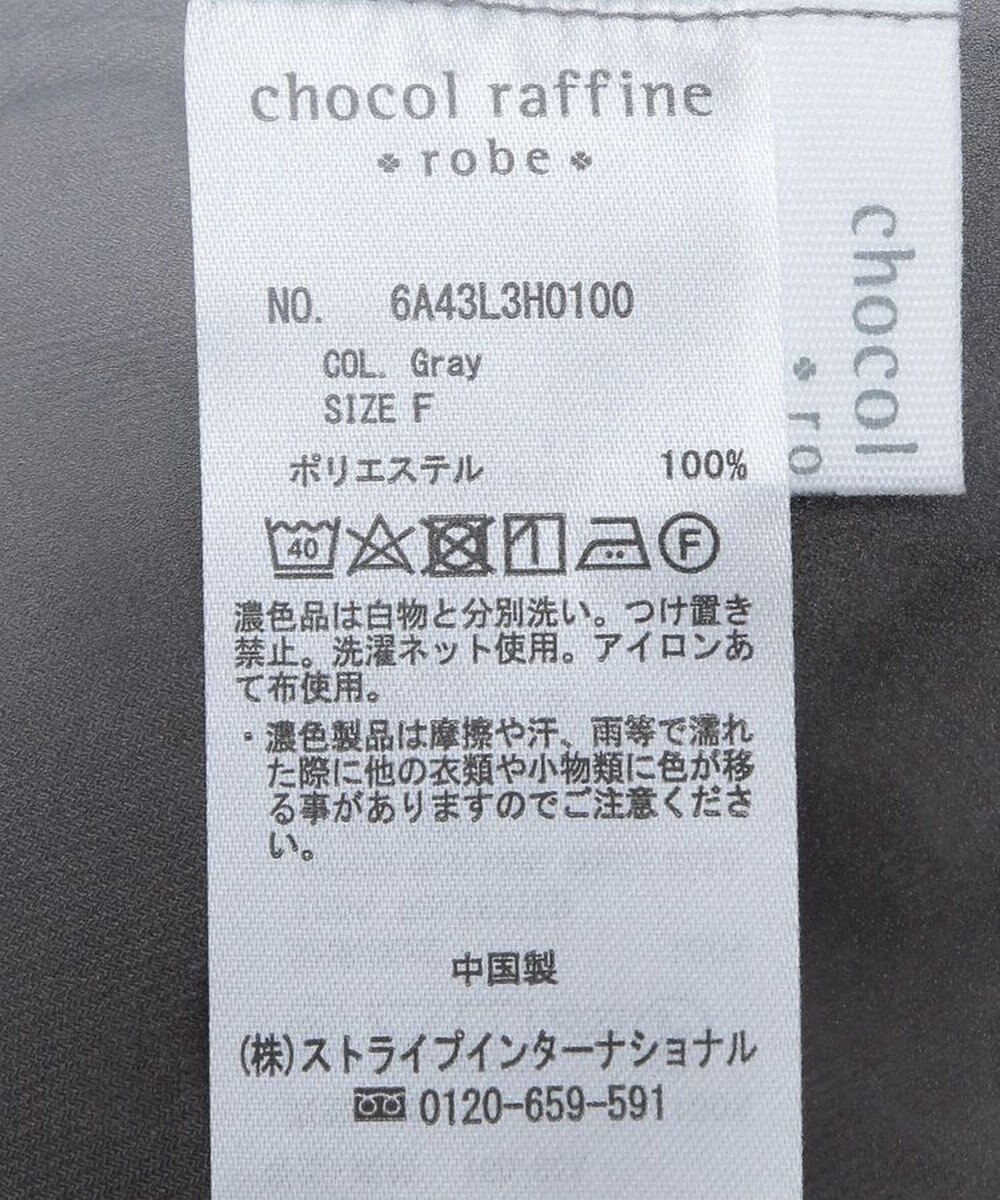 chocol raffine
robe
NO. 6A43L3H0100
COL. Gray
SIZE F
ポリエステル 100%
40 F
濃色品は白物と分別洗い。つけ置き
禁止。洗濯ネット使用。アイロンあ
て布使用。
・濃色製品は摩擦や汗、雨等で濡れ
た際に他の衣類や小物類に色が移
る事がありますのでご注意くださ
い。
中国製
(株)ストライプインターナショナル
0120-659-591
chocol
ro